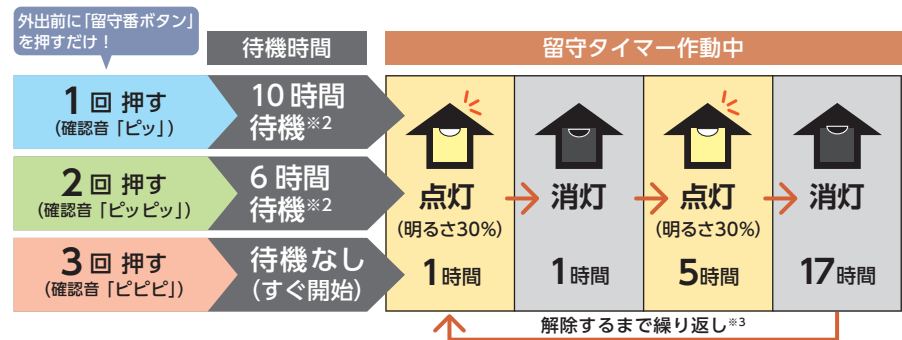 外出前に「留守番ボタン」
を押すだけ！
待機時間
留守タイマー作動中
1回 押す
(確認音「ピッ」)
10時間
待機※2
2回 押す
(確認音「ピッピッ」)
6時間
待機※2
3回 押す
(確認音「ピピピ」)
待機なし
(すぐ開始)
点灯
(明るさ30%)
1時間
消灯
1時間
点灯
(明るさ30%)
5時間
消灯
17時間
解除するまで繰り返し※3